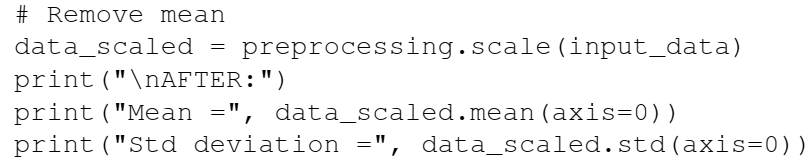 # Remove mean
data_scaled = preprocessing.scale(input_data)
print("\nAFTER:")
print("Mean =", data_scaled.mean(axis=0))
print("Std deviation =", data_scaled.std(axis=0))